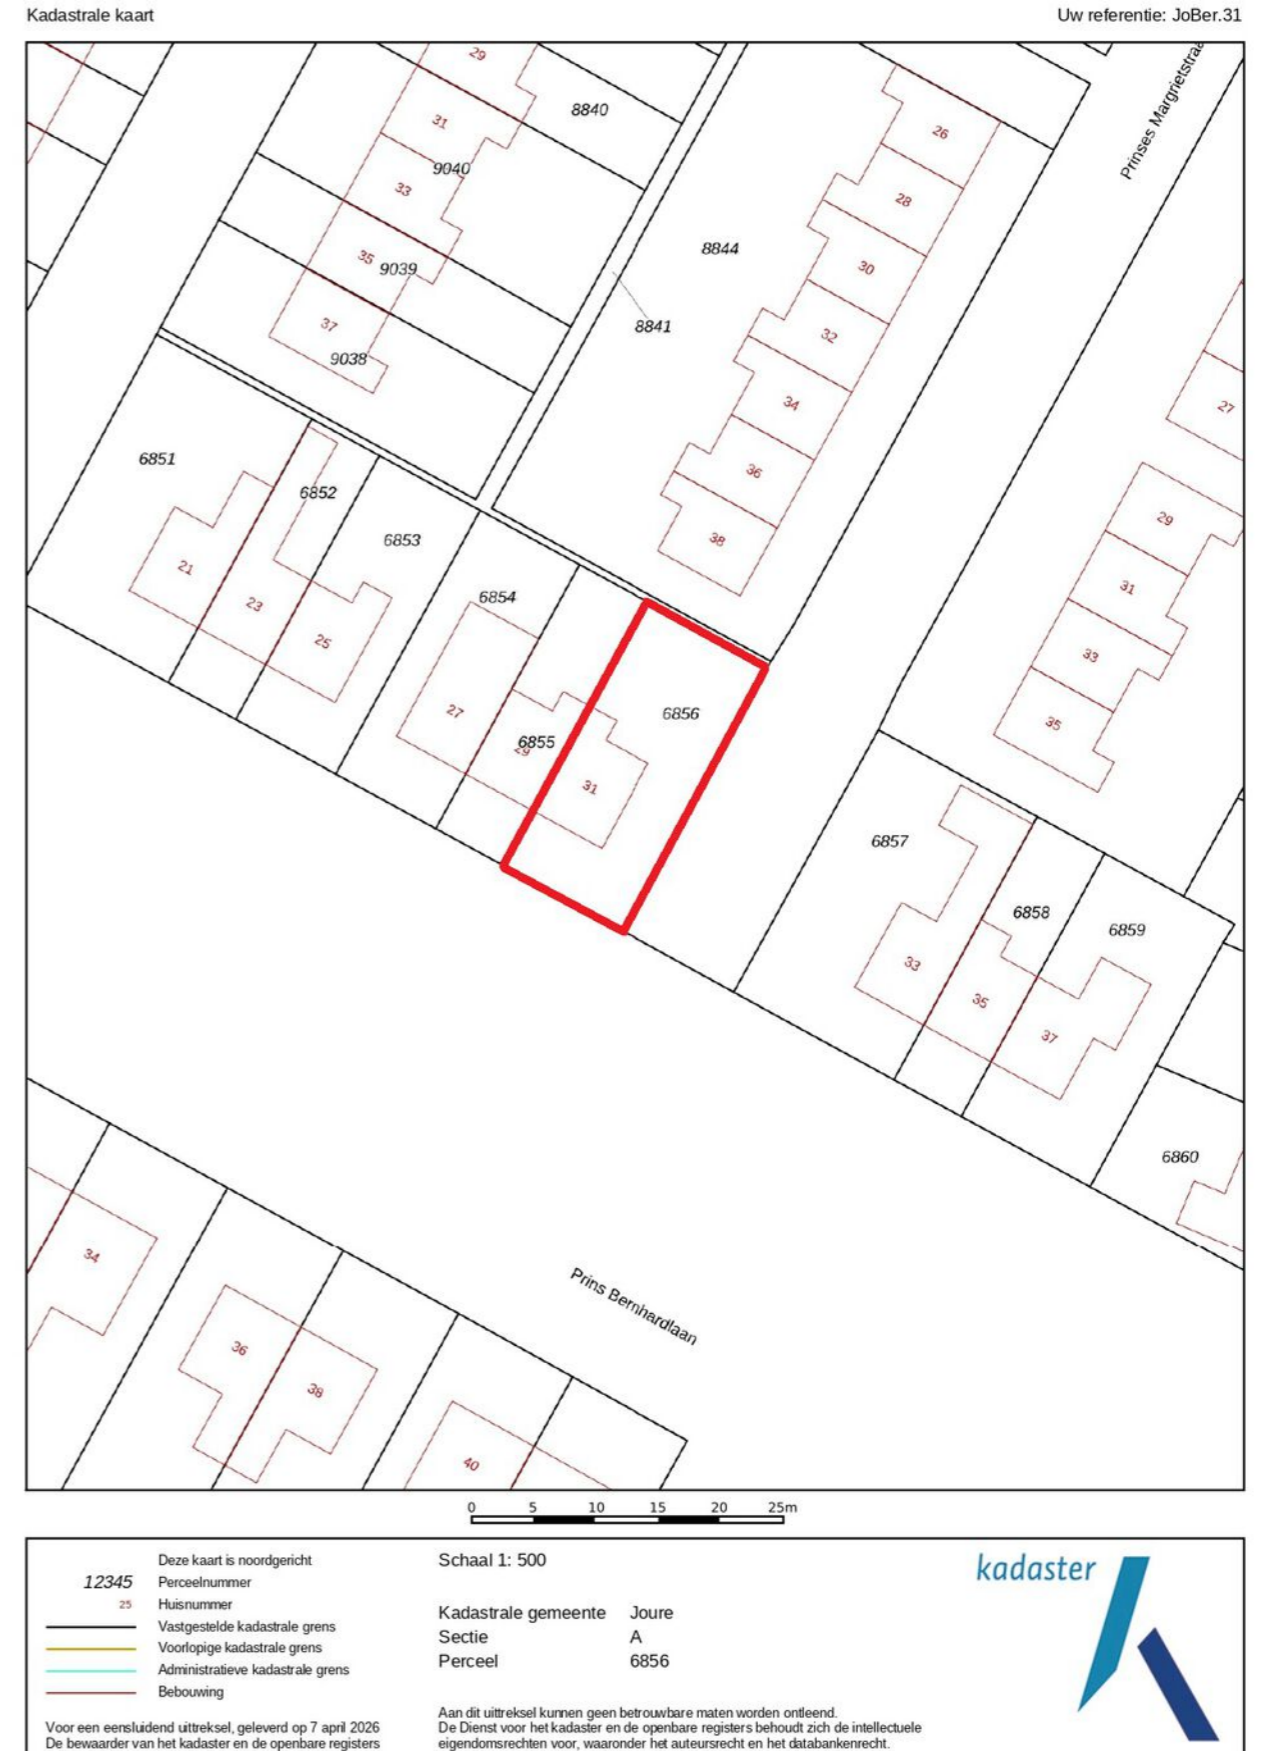 Kadastrale kaart
Uw referentie: JoBer.31
29
8840
31
9040
33
35
9039
37
9038
26
28
8844
30
8841
32
34
36
38
Prinses Margrietstraa
27
29
31
33
35
6851
6852
6853
6854
21
23
25
27
6855
29
6856
31
6857
6858
6859
33
35
37
6860
34
36
38
40
Prins Bernhardlaan
0 5 10 15 20 25m
Deze kaart is noordgericht
12345 Perceelnummer
25 Huisnummer
Vastgestelde kadastrale grens
Voorlopige kadastrale grens
Administratieve kadastrale grens
Bebouwing
Voor een eensluidend uittreksel, geleverd op 7 april 2026
De bewaarder van het kadaster en de openbare registers
Schaal 1: 500
Kadastrale gemeente Joure
Sectie A
Perceel 6856
Aan dit uittreksel kunnen geen betrouwbare maten worden ontleend.
De Dienst voor het kadaster en de openbare registers behoudt zich de intellectuele
eigendomsrechten voor, waaronder het auteursrecht en het databankenrecht.
kadaster